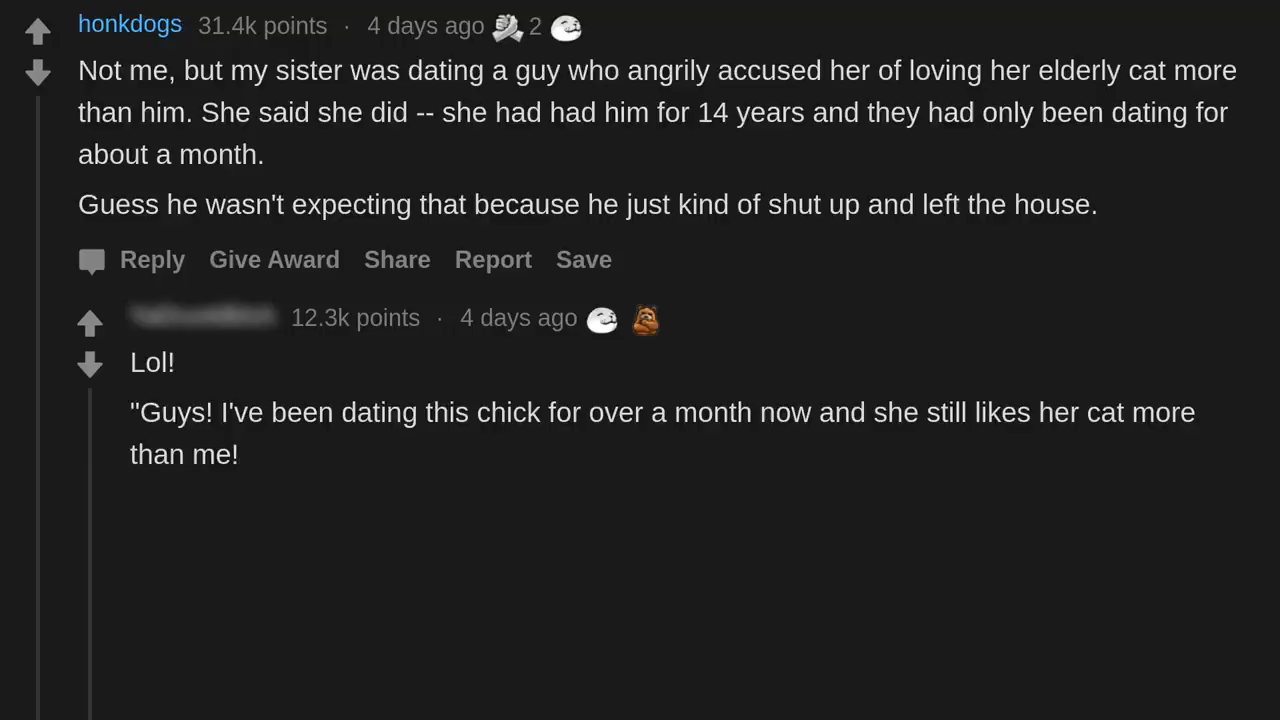 honkdogs 31.4k points · 4 days ago 2
Not me, but my sister was dating a guy who angrily accused her of loving her elderly cat more
than him. She said she did -- she had had him for 14 years and they had only been dating for
about a month.
Guess he wasn't expecting that because he just kind of shut up and left the house.
Reply Give Award Share Report Save
12.3k points · 4 days ago
Lol!
"Guys! I've been dating this chick for over a month now and she still likes her cat more
than me!